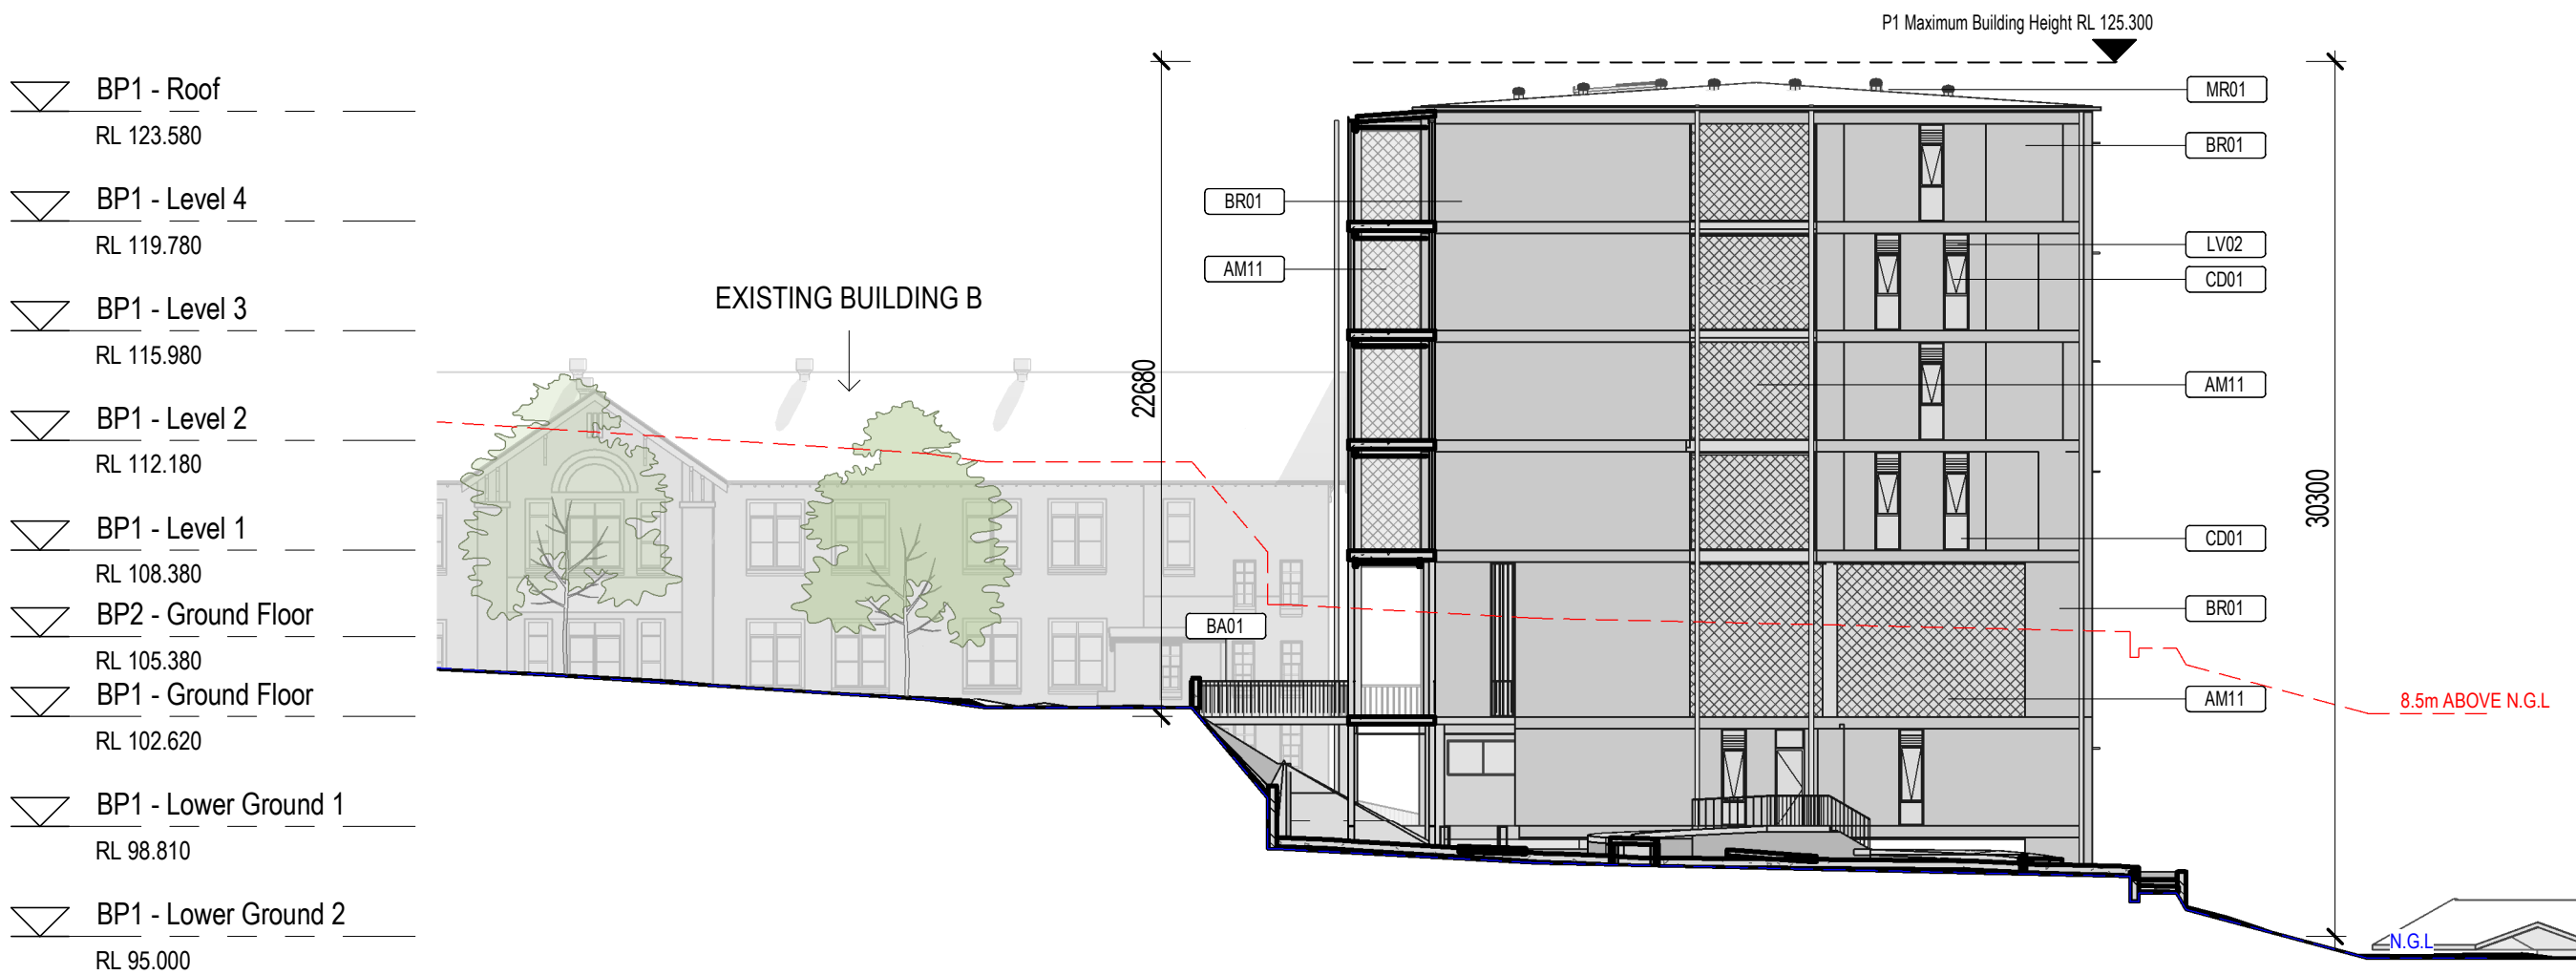 P1 Maximum Building Height RL 125.300
BP1 - Roof
RL 123.580
BP1 - Level 4
RL 119.780
BP1 - Level 3
RL 115.980
BP1 - Level 2
RL 112.180
BP1 - Level 1
RL 108.380
BP2 - Ground Floor
RL 105.380
BP1 - Ground Floor
RL 102.620
BP1 - Lower Ground 1
RL 98.810
BP1 - Lower Ground 2
RL 95.000
EXISTING BUILDING B
22680
BR01
AM11
BA01
MR01
BR01
LV02
CD01
AM11
CD01
BR01
AM11
30300
8.5m ABOVE N.G.L
N.G.L